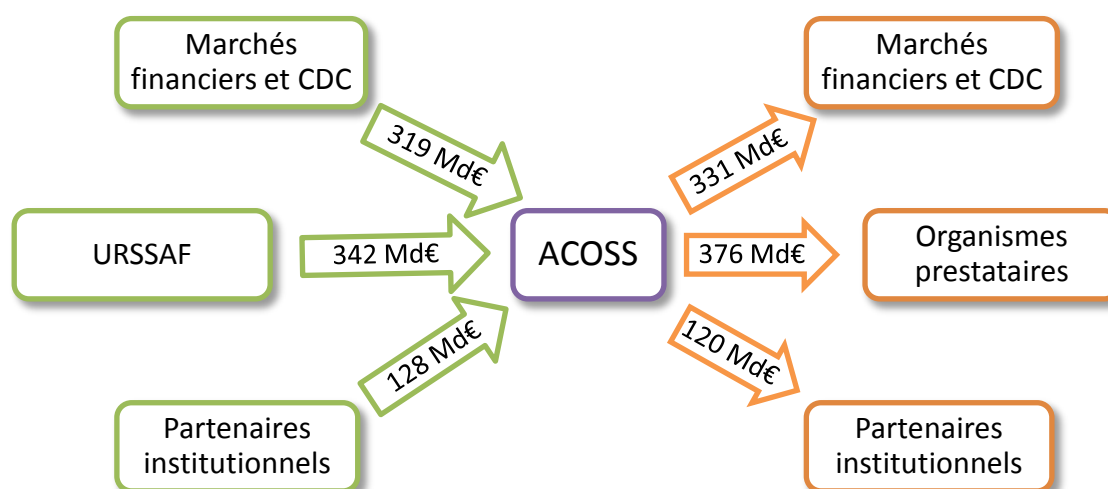 Marchés
financiers et CDC
Marchés
financiers et CDC
319 Md€
331 Md€
URSSAF
342 Md€
ACOSS
376 Md€
Organismes
prestataires
128 Md€
120 Md€
Partenaires
institutionnels
Partenaires
institutionnels